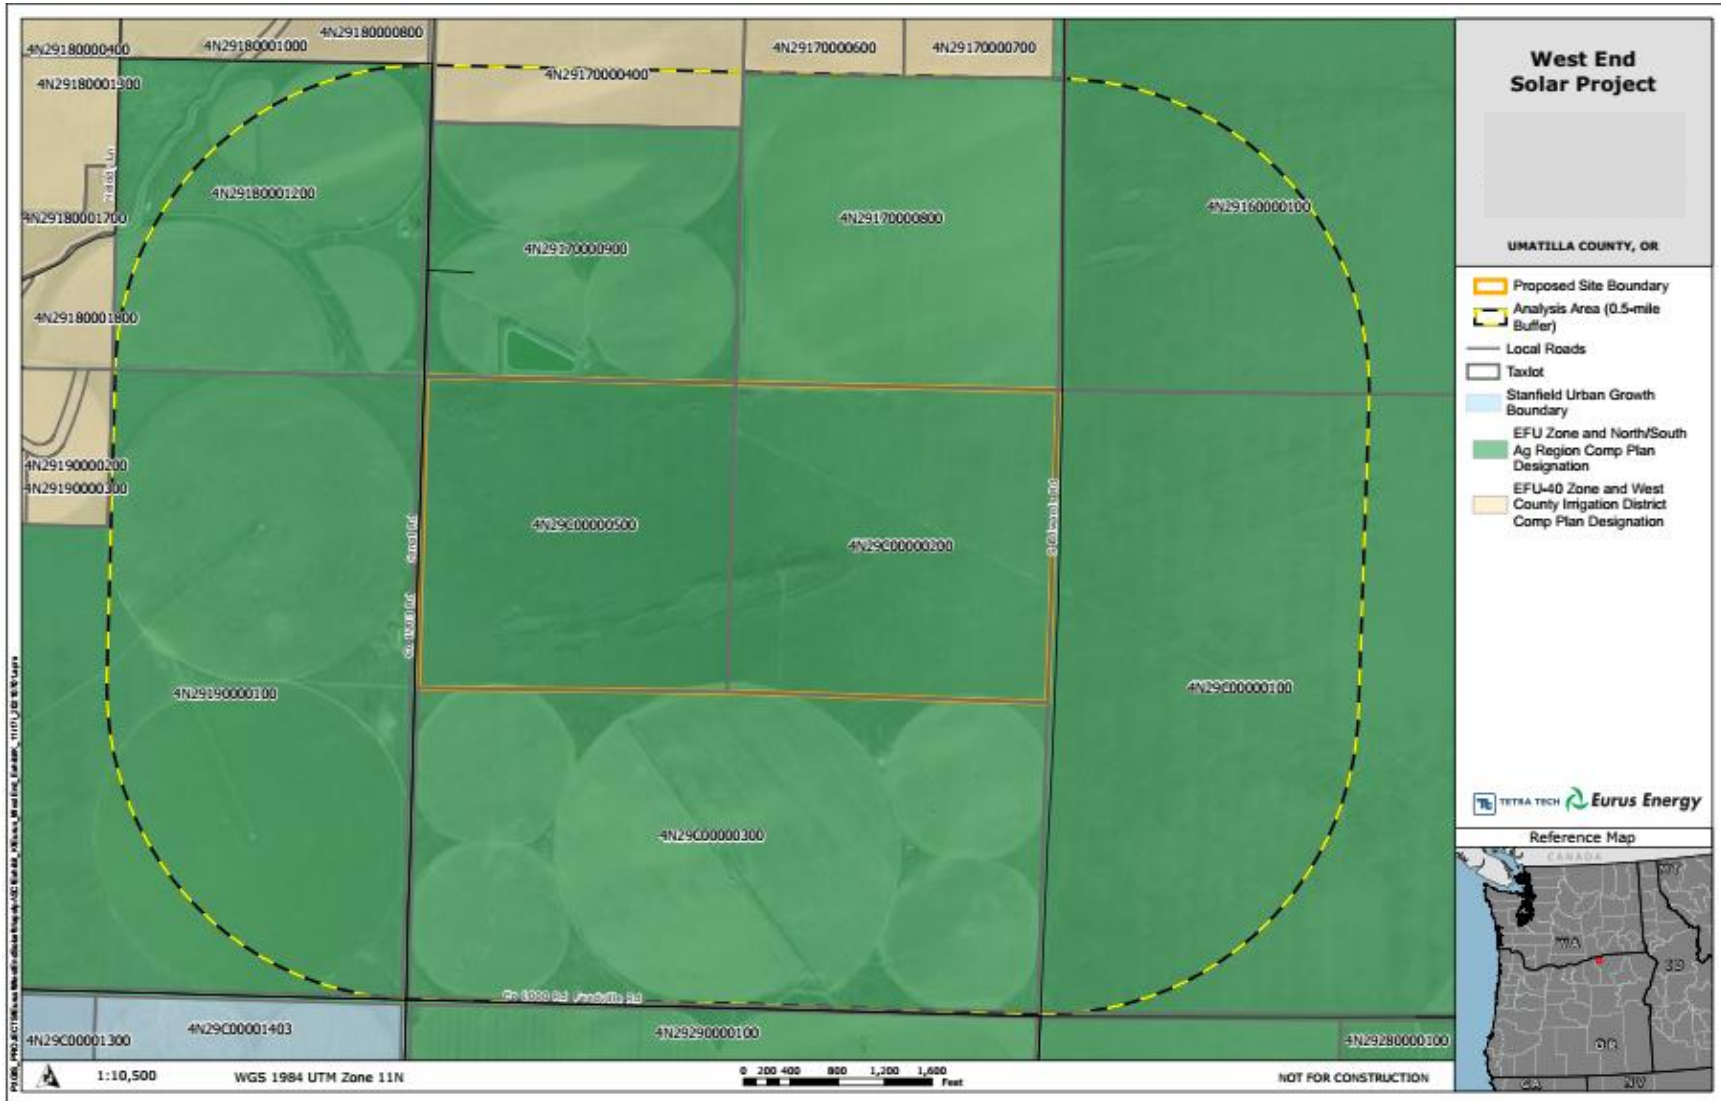 West End
Solar Project
UMATILLA COUNTY, OR
Proposed Site Boundary
Analysis Area (0.5-mile
Buffer)
Local Roads
Taxlot
Stanfield Urban Growth
Boundary
EFU Zone and North/South
Ag Region Comp Plan
Designation
EFU-40 Zone and West
County Irrigation District
Comp Plan Designation
TETRA TECH
Eurus Energy
Reference Map
CANADA
WA
MT
ID
OR
CA
NV
4N29180000400
4N29180001000
4N29180000800
4N29170000400
4N29170000600
4N29170000700
4N29180001900
4N29180001200
4N29180001700
4N29170000900
4N29170000800
4N29160000100
4N29180001800
4N29190000200
4N29190000300
4N29C00000500
4N29C00000200
4N29190000100
4N29C00000100
4N29C00000300
4N29C00001300
4N29C00001403
4N29290000100
4N29280000100
1:10,500
WGS 1984 UTM Zone 11N
0 200 400 800 1,200 1,600
Feet
NOT FOR CONSTRUCTION